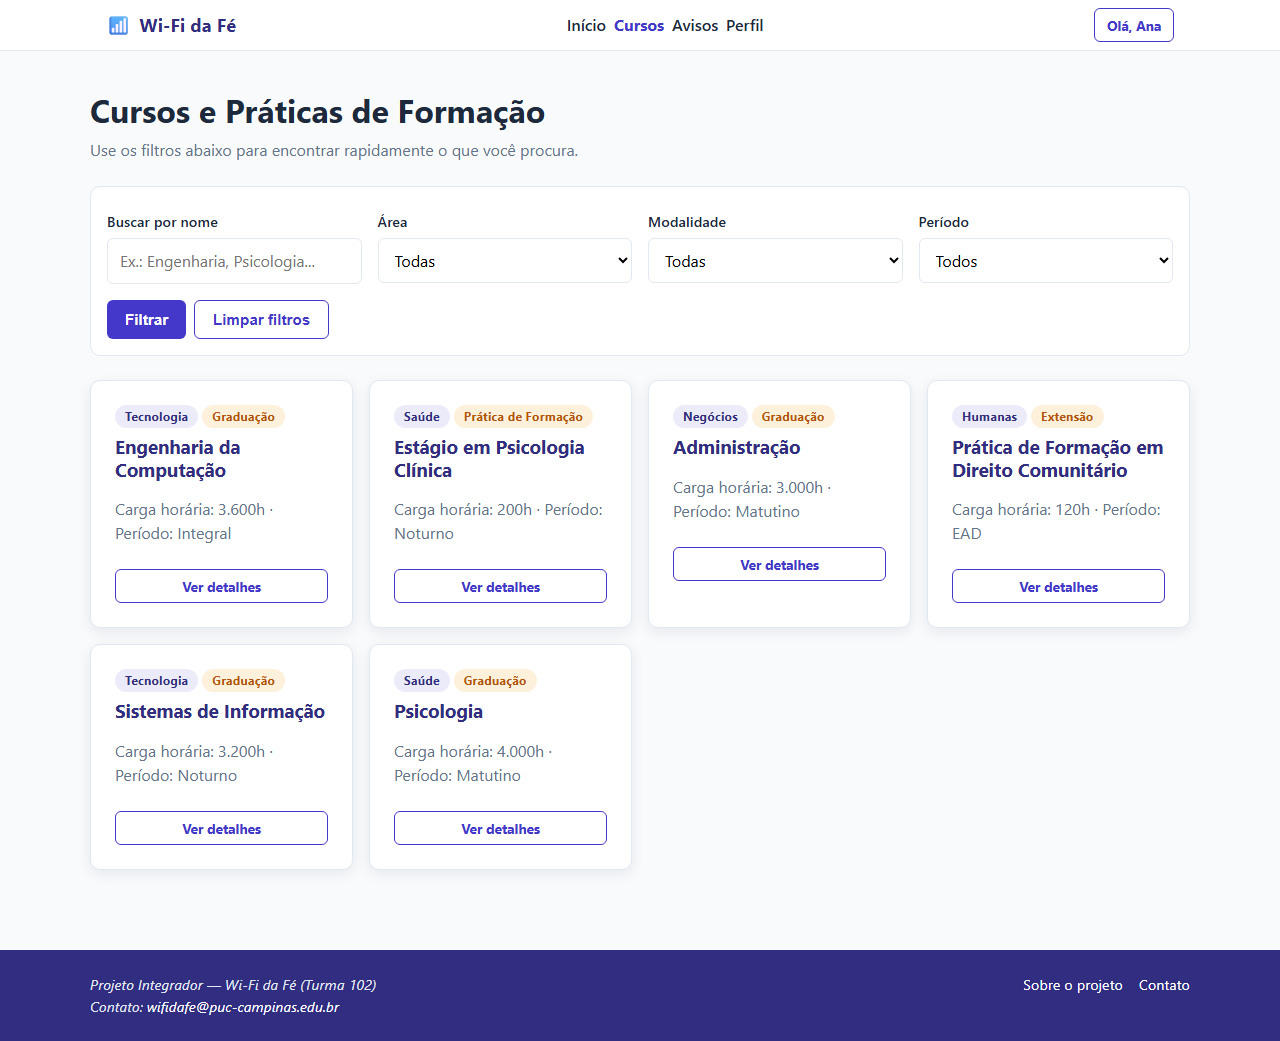 Wi-Fi da Fé
Início Cursos Avisos Perfil
Olá, Ana
Cursos e Práticas de Formação
Use os filtros abaixo para encontrar rapidamente o que você procura.
Buscar por nome
Ex.: Engenharia, Psicologia...
Área
Todas
Modalidade
Todas
Período
Todos
Filtrar
Limpar filtros
Tecnologia Graduação
Engenharia da
Computação
Carga horária: 3.600h ·
Período: Integral
Ver detalhes
Saúde Prática de Formação
Estágio em Psicologia
Clínica
Carga horária: 200h · Período:
Noturno
Ver detalhes
Negócios Graduação
Administração
Carga horária: 3.000h ·
Período: Matutino
Ver detalhes
Humanas Extensão
Prática de Formação em
Direito Comunitário
Carga horária: 120h · Período:
EAD
Ver detalhes
Tecnologia Graduação
Sistemas de Informação
Carga horária: 3.200h ·
Período: Noturno
Ver detalhes
Saúde Graduação
Psicologia
Carga horária: 4.000h ·
Período: Matutino
Ver detalhes
Projeto Integrador — Wi-Fi da Fé (Turma 102)
Contato: wifidafe@puc-campinas.edu.br
Sobre o projeto Contato